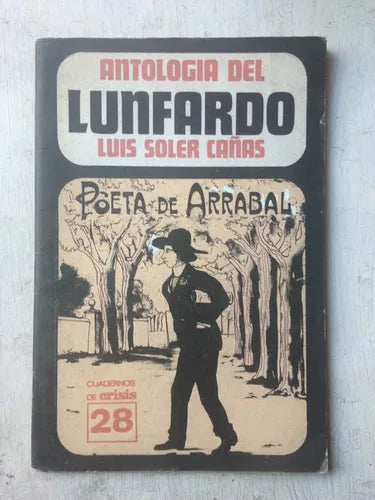 ANTOLOGIA DEL
LUNFARDO
LUIS SOLER CAÑAS
POETA DE ARRABAL
CUADERNOS
DE crisis
28